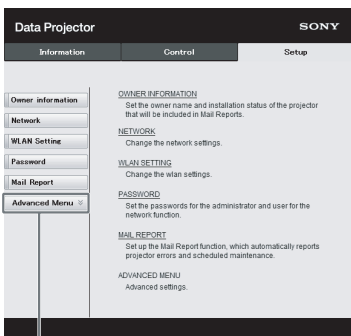 Data Projector
SONY
Information
Control
Setup
Owner information
Network
WLAN Setting
Password
Mail Report
Advanced Menu
OWNER INFORMATION
Set the owner name and installation status of the projector
that will be included in Mail Reports.
NETWORK
Change the network settings.
WLAN SETTING
Change the wlan settings.
PASSWORD
Set the passwords for the administrator and user for the
network function.
MAIL REPORT
Set up the Mail Report function, which automatically reports
projector errors and scheduled maintenance.
ADVANCED MENU
Advanced settings.